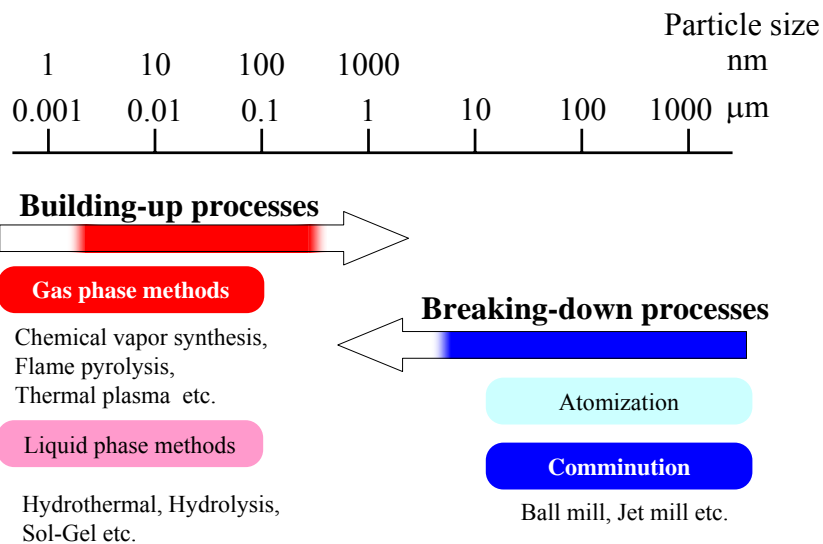 Particle size
1 10 100 1000 nm
0.001 0.01 0.1 1 10 100 1000 μm
Building-up processes
Gas phase methods
Chemical vapor synthesis,
Flame pyrolysis,
Thermal plasma etc.
Liquid phase methods
Hydrothermal, Hydrolysis,
Sol-Gel etc.
Breaking-down processes
Atomization
Comminution
Ball mill, Jet mill etc.